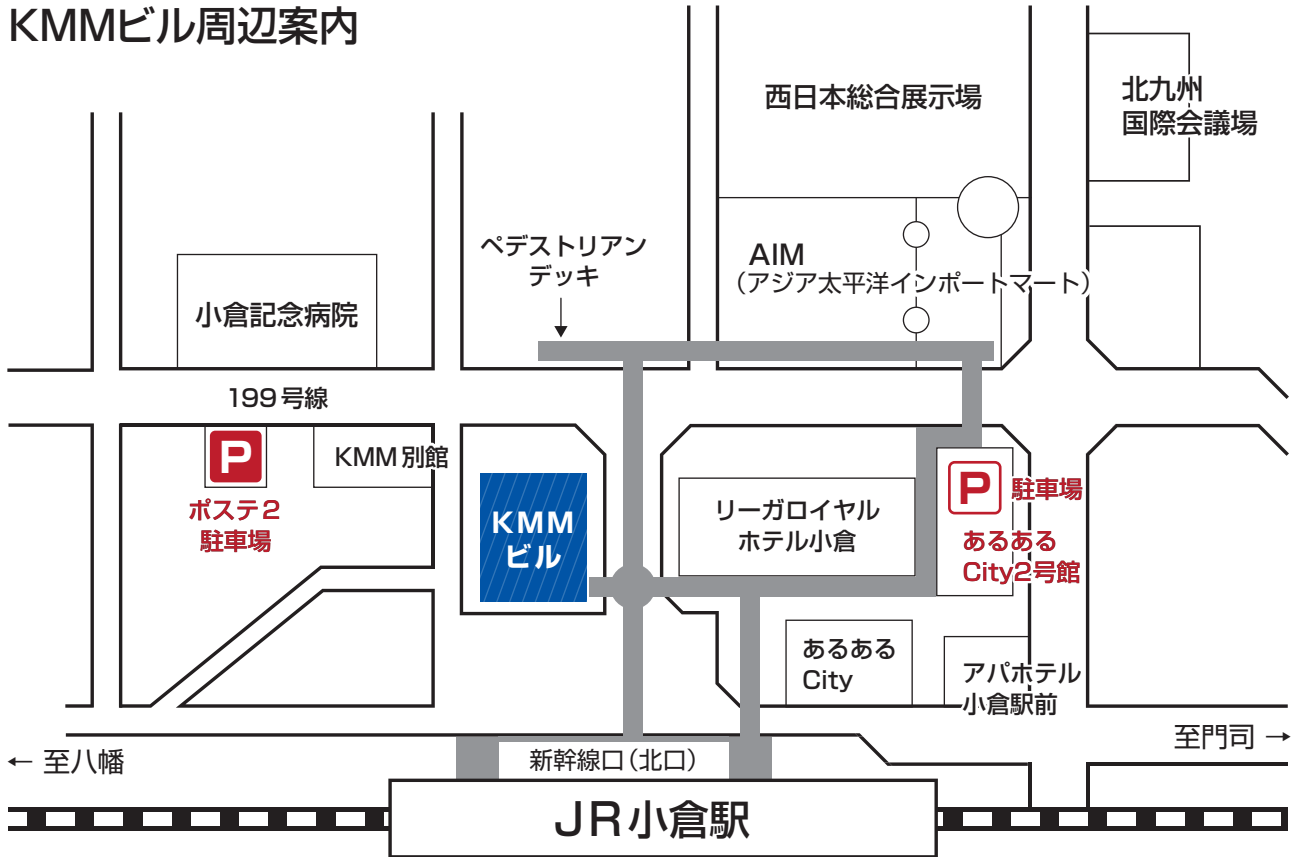 KMMビル周辺案内
西日本総合展示場
北九州
国際会議場
ペデストリアン
デッキ
AIM
(アジア太平洋インポートマート)
小倉記念病院
199号線
P
ポステ2
駐車場
KMM別館
KMM
ビル
リーガロイヤル
ホテル小倉
P 駐車場
あるある
City2号館
あるある
City
アパホテル
小倉駅前
← 至八幡
新幹線口(北口)
至門司 →
JR小倉駅